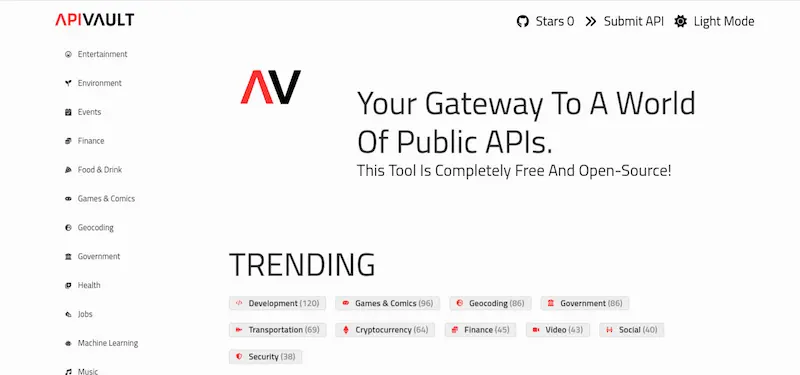 APIVAULT
Stars 0
Submit API
Light Mode
Entertainment
Environment
Events
Finance
Food & Drink
Games & Comics
Geocoding
Government
Health
Jobs
Machine Learning
Music
AV
Your Gateway To A World
Of Public APIs.
This Tool Is Completely Free And Open-Source!
TRENDING
Development (120)
Games & Comics (96)
Geocoding (86)
Government (86)
Transportation (69)
Cryptocurrency (64)
Finance (45)
Video (43)
Social (40)
Security (38)